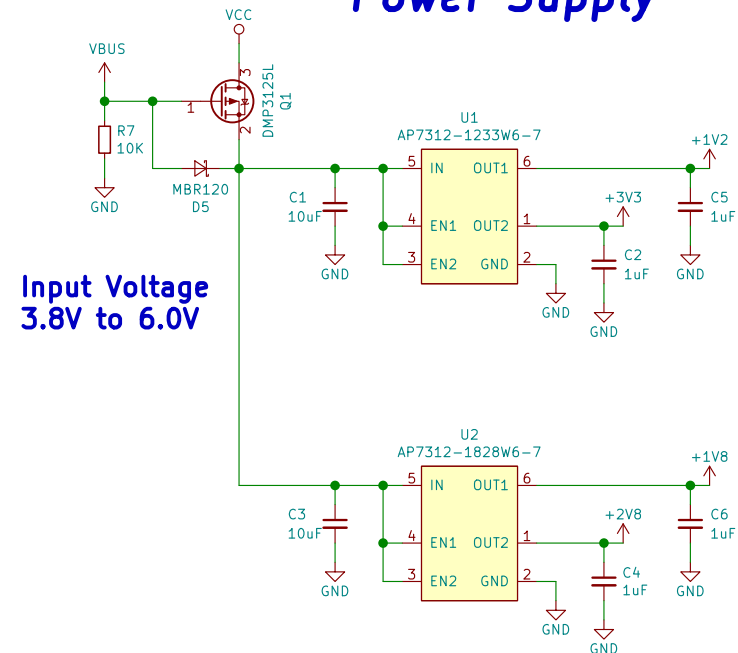 Power Supply
VCC
VBUS
3
1
2
DMP3125L
Q1
R7
10K
GND
MBR120
D5
Input Voltage
3.8V to 6.0V
U1
AP7312-1233W6-7
5 IN OUT1 6
4 EN1 OUT2 1
3 EN2 GND 2
C1
10uF
GND
+1V2
+3V3
C5
1uF
GND
C2
1uF
GND
GND
U2
AP7312-1828W6-7
5 IN OUT1 6
4 EN1 OUT2 1
3 EN2 GND 2
C3
10uF
GND
+1V8
+2V8
C6
1uF
GND
C4
1uF
GND
GND